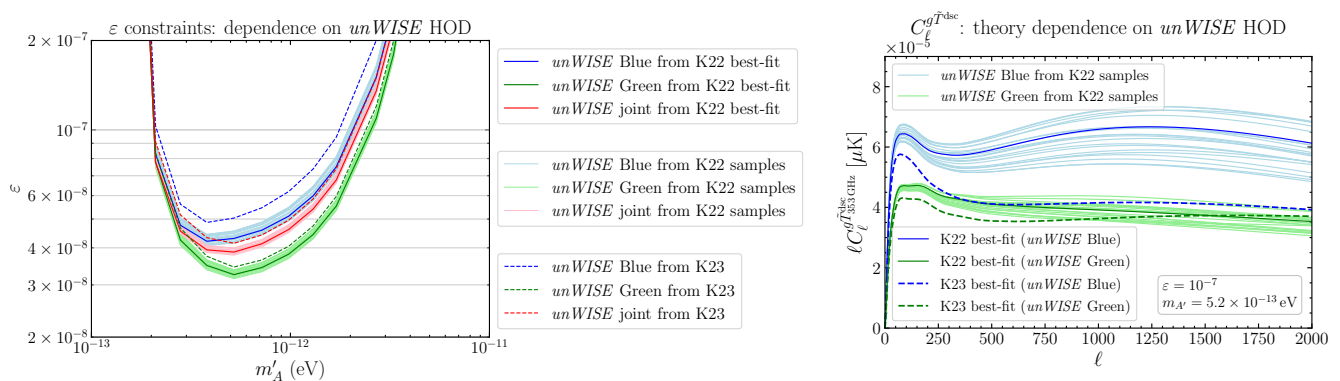 ε constraints: dependence on unWISE HOD
2 × 10⁻⁷
10⁻⁷
6 × 10⁻⁸
4 × 10⁻⁸
3 × 10⁻⁸
2 × 10⁻⁸
ε
10⁻¹³
10⁻¹²
10⁻¹¹
m′_A (eV)
unWISE Blue from K22 best-fit
unWISE Green from K22 best-fit
unWISE joint from K22 best-fit
unWISE Blue from K22 samples
unWISE Green from K22 samples
unWISE joint from K22 samples
unWISE Blue from K23
unWISE Green from K23
unWISE joint from K23
C_ℓ^{gT̃^{dsc}}: theory dependence on unWISE HOD
×10⁻⁵
8
6
4
2
0
ℓC_ℓ^{gT̃^{dsc}_{353 GHz}} [μK]
unWISE Blue from K22 samples
unWISE Green from K22 samples
K22 best-fit (unWISE Blue)
K22 best-fit (unWISE Green)
K23 best-fit (unWISE Blue)
K23 best-fit (unWISE Green)
ε = 10⁻⁷
m_{A′} = 5.2 × 10⁻¹³ eV
0
250
500
750
1000
1250
1500
1750
2000
ℓ